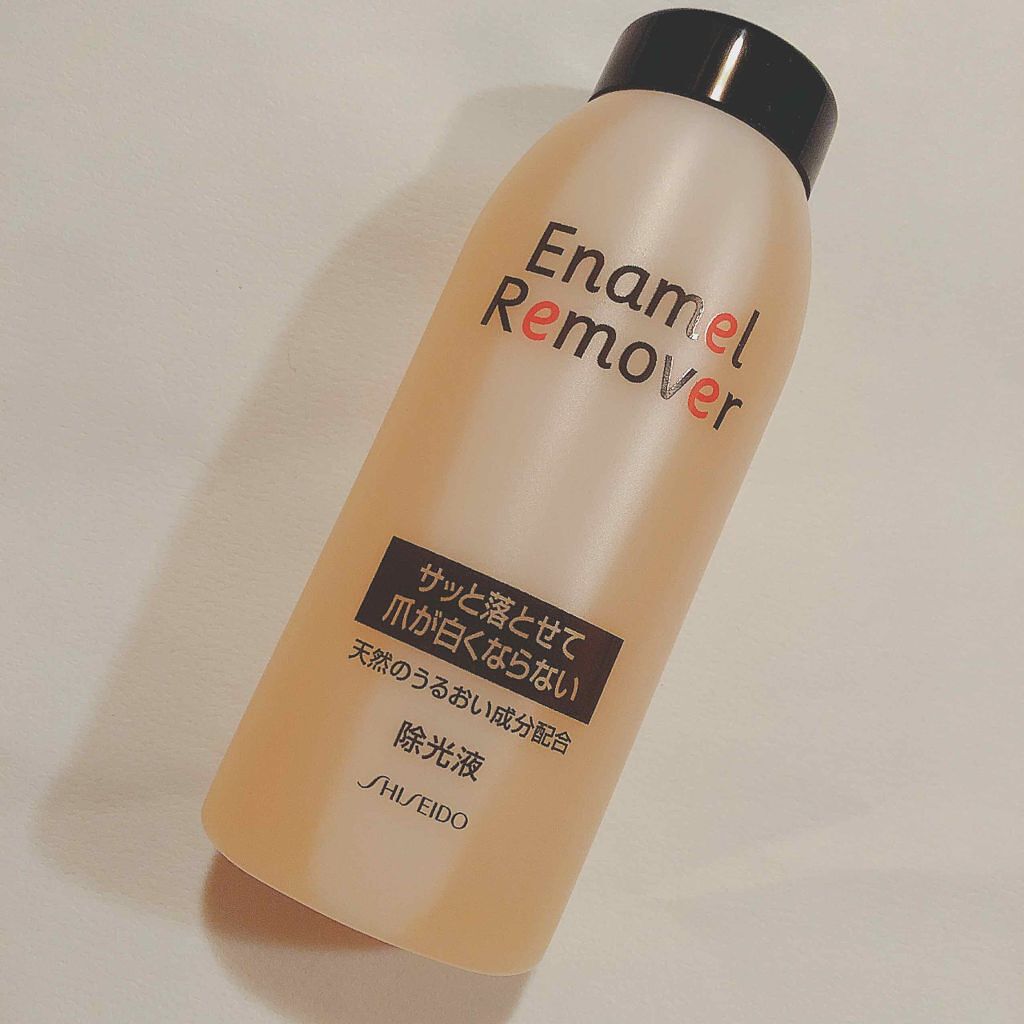 Enamel
Remover
サッと落とせて
爪が白くならない
天然のうるおい成分配合
除光液
SHISEIDO